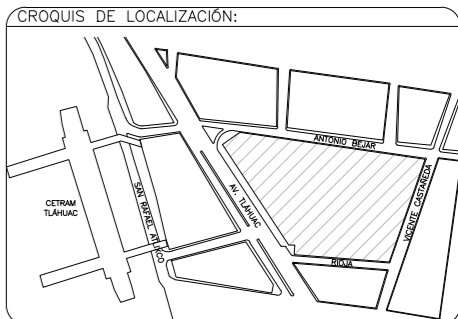 CROQUIS DE LOCALIZACIÓN:
ANTONIO BEJAR
CETRAM
TLÁHUAC
SAN RAFAEL ATLIXCO
AV. TLÁHUAC
VICENTE CASTAÑEDA
RIOJA